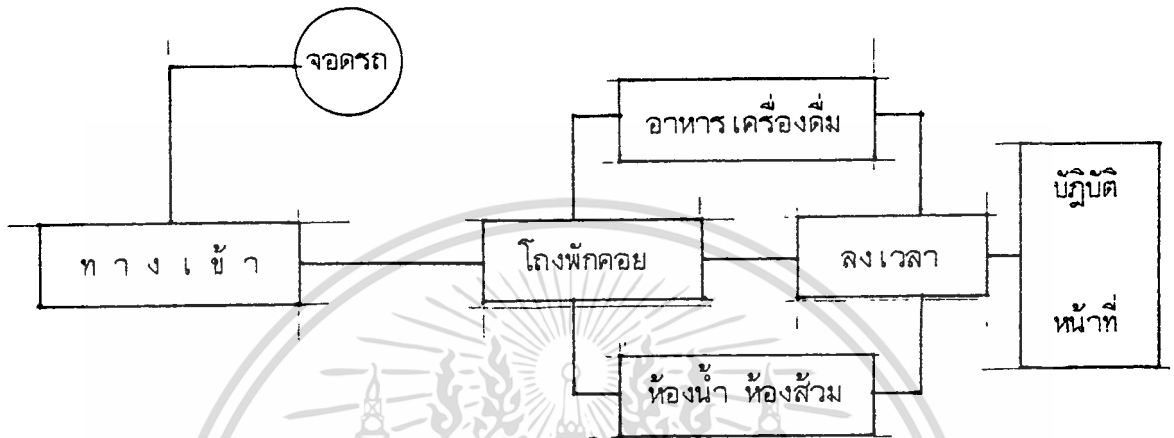 จอดรถ
อาหาร เครื่องดื่ม
บัฎิบัติ
ท า ง เ ข้ า
โถงพักคอย
ลงเวลา
หน้าที่
ห้องน้ำ ห้องส้วม